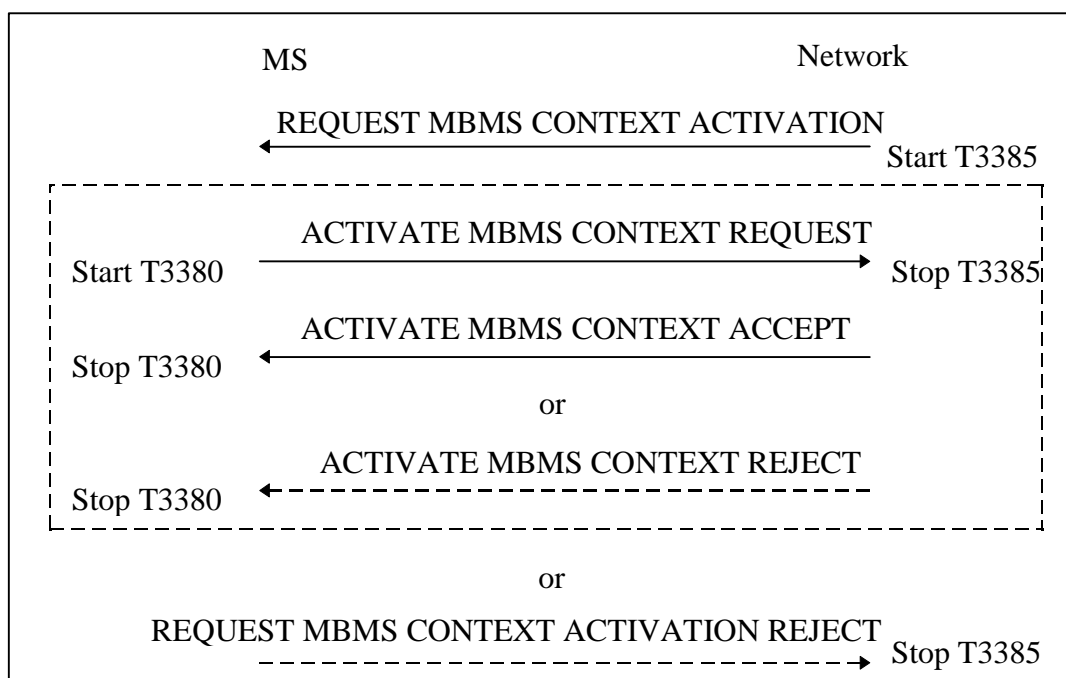 MS Network
REQUEST MBMS CONTEXT ACTIVATION
Start T3385
ACTIVATE MBMS CONTEXT REQUEST
Start T3380 Stop T3385
ACTIVATE MBMS CONTEXT ACCEPT
Stop T3380
or
ACTIVATE MBMS CONTEXT REJECT
Stop T3380
or
REQUEST MBMS CONTEXT ACTIVATION REJECT
Stop T3385